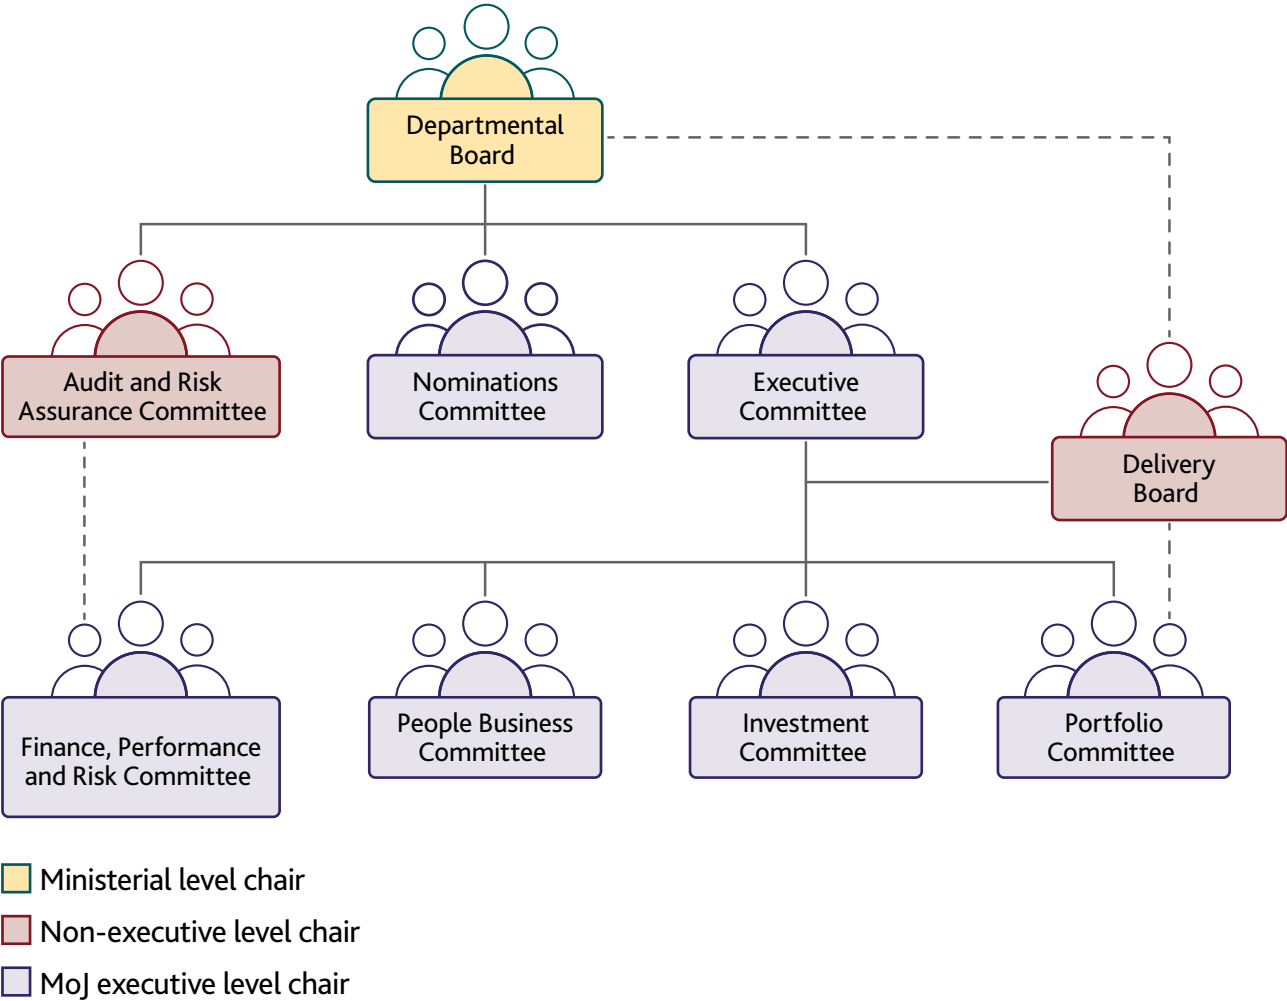 Departmental
Board
Audit and Risk
Assurance Committee
Nominations
Committee
Executive
Committee
Delivery
Board
Finance, Performance
and Risk Committee
People Business
Committee
Investment
Committee
Portfolio
Committee
Ministerial level chair
Non-executive level chair
MoJ executive level chair